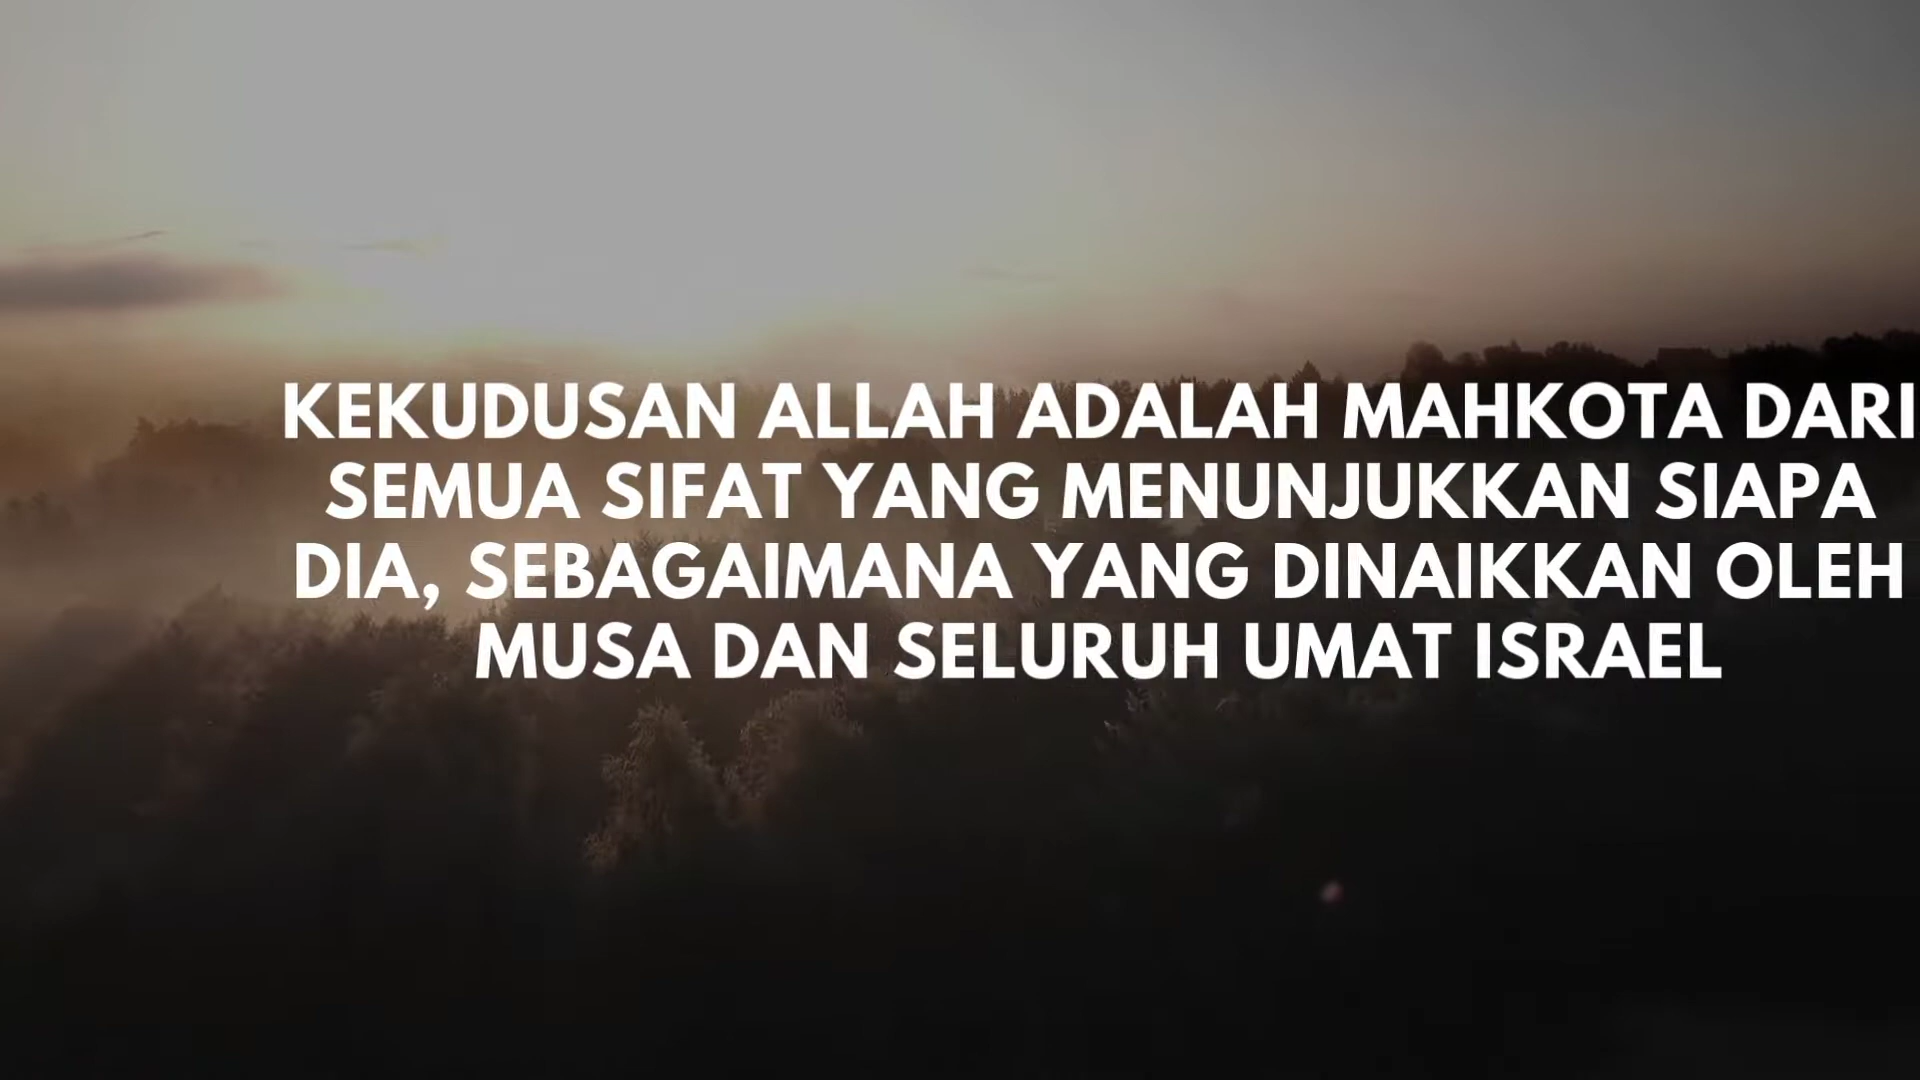 KEKUDUSAN ALLAH ADALAH MAHKOTA DARI
SEMUA SIFAT YANG MENUNJUKKAN SIAPA
DIA, SEBAGAIMANA YANG DINAIKKAN OLEH
MUSA DAN SELURUH UMAT ISRAEL